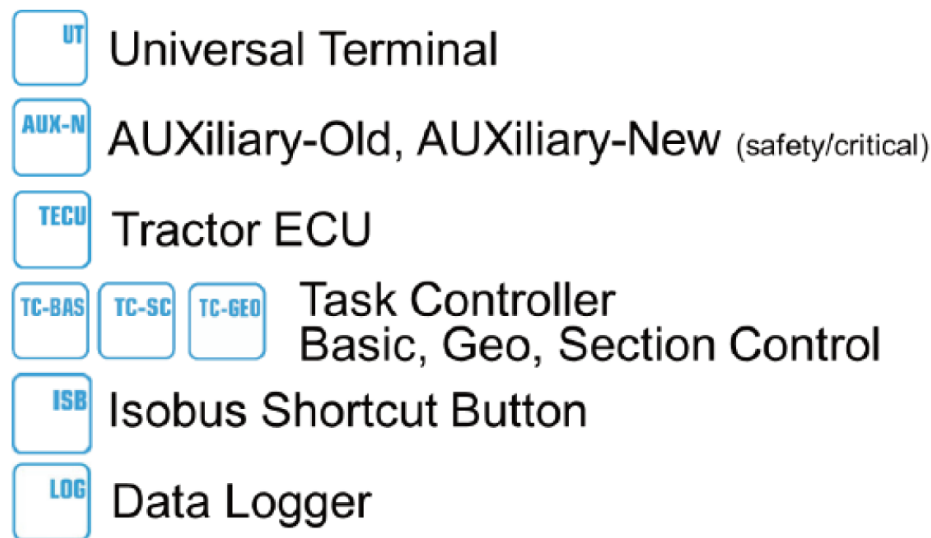 UT Universal Terminal
AUX-N AUXiliary-Old, AUXiliary-New (safety/critical)
TECU Tractor ECU
TC-BAS TC-SC TC-GEO Task Controller
Basic, Geo, Section Control
ISB Isobus Shortcut Button
LOG Data Logger